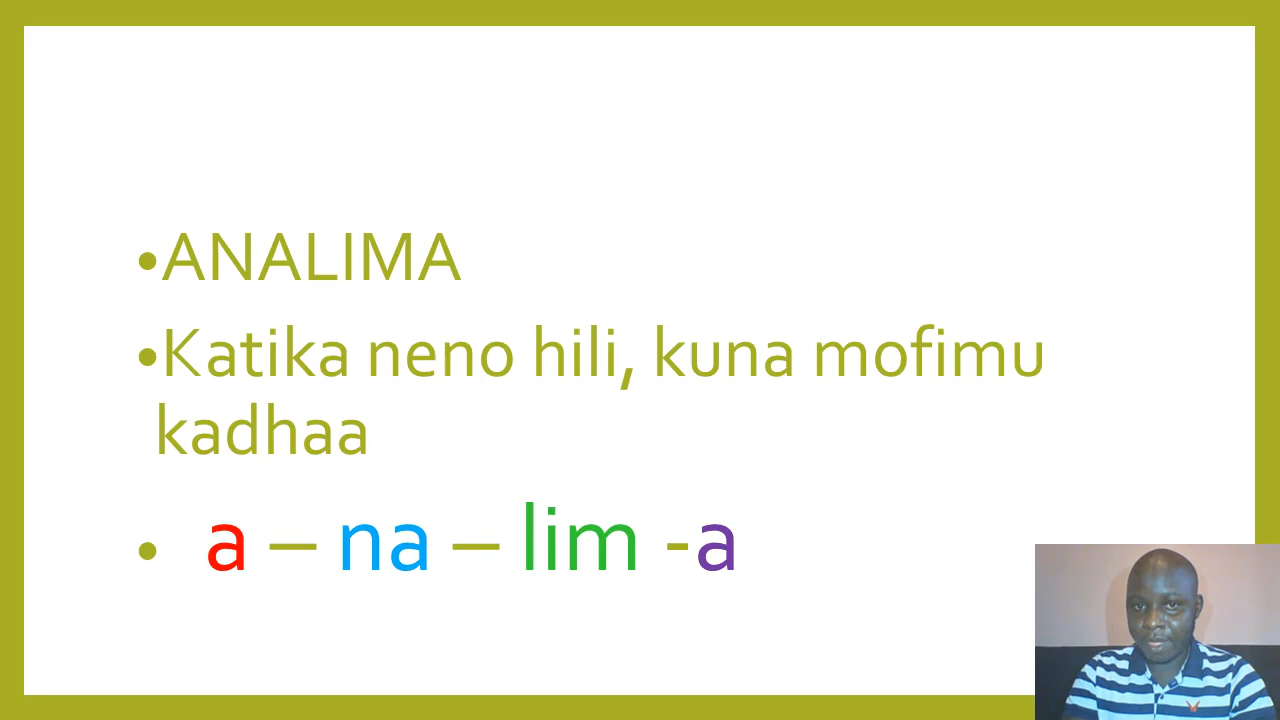 •ANALIMA
•Katika neno hili, kuna mofimu
kadhaa
• a – na – lim -a